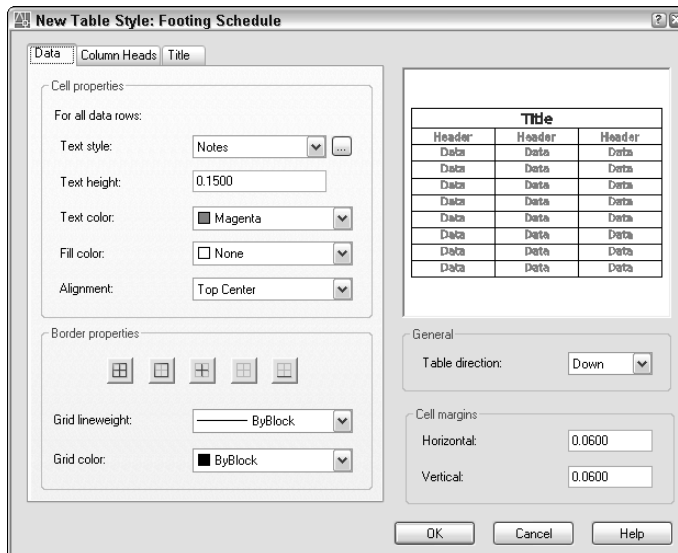 New Table Style: Footing Schedule
Data Column Heads Title
Cell properties
For all data rows:
Text style: Notes ...
Text height: 0.1500
Text color: Magenta
Fill color: None
Alignment: Top Center
Border properties
Grid lineweight: ByBlock
Grid color: ByBlock
Title
Header Header Header
Data Data Data
Data Data Data
Data Data Data
Data Data Data
Data Data Data
Data Data Data
Data Data Data
Data Data Data
General
Table direction: Down
Cell margins
Horizontal: 0.0600
Vertical: 0.0600
OK Cancel Help